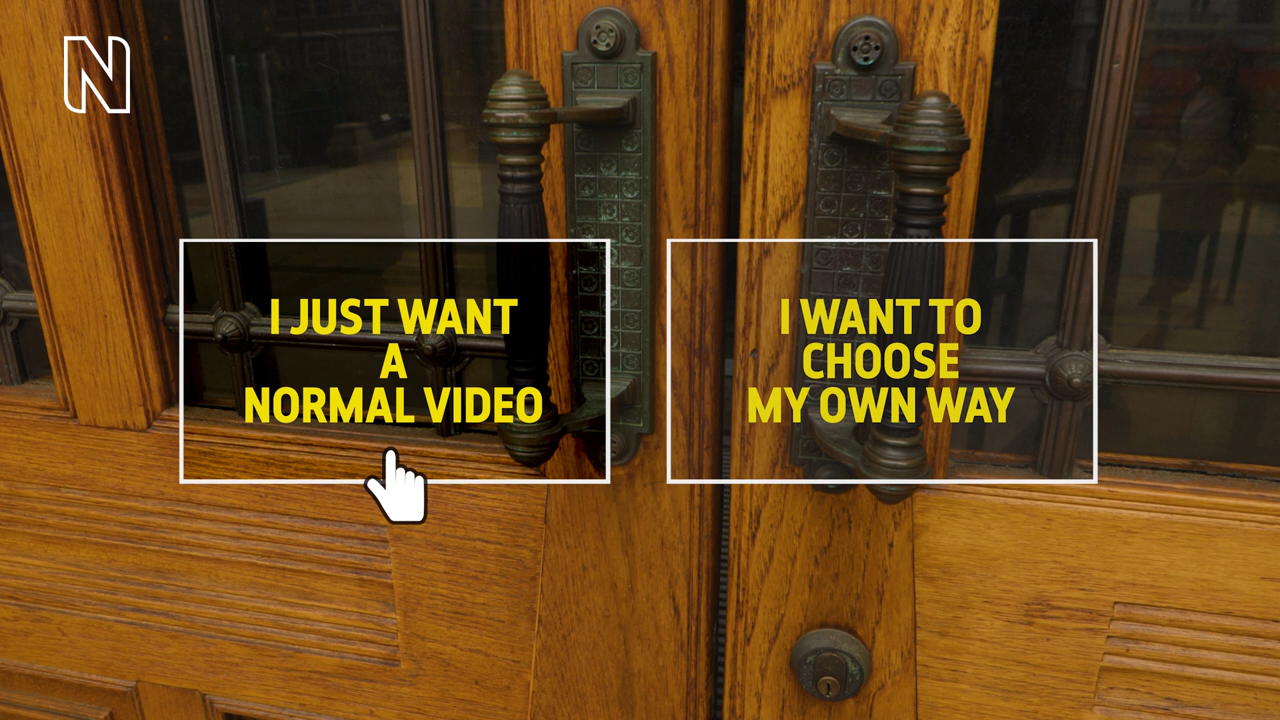 N
I JUST WANT
A
NORMAL VIDEO
I WANT TO
CHOOSE
MY OWN WAY